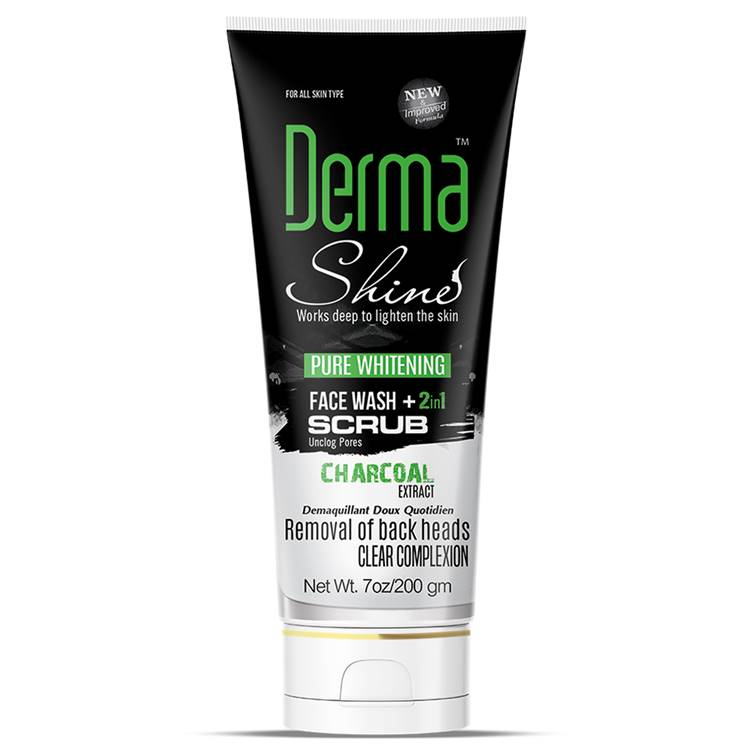 FOR ALL SKIN TYPE
NEW
&
Improved
Formula
Derma™
Shine
Works deep to lighten the skin
PURE WHITENING
FACE WASH + 2in1
SCRUB
Unclog Pores
CHARCOAL
EXTRACT
Demaquillant Doux Quotidien
Removal of back heads
CLEAR COMPLEXION
Net Wt. 7oz/200 gm